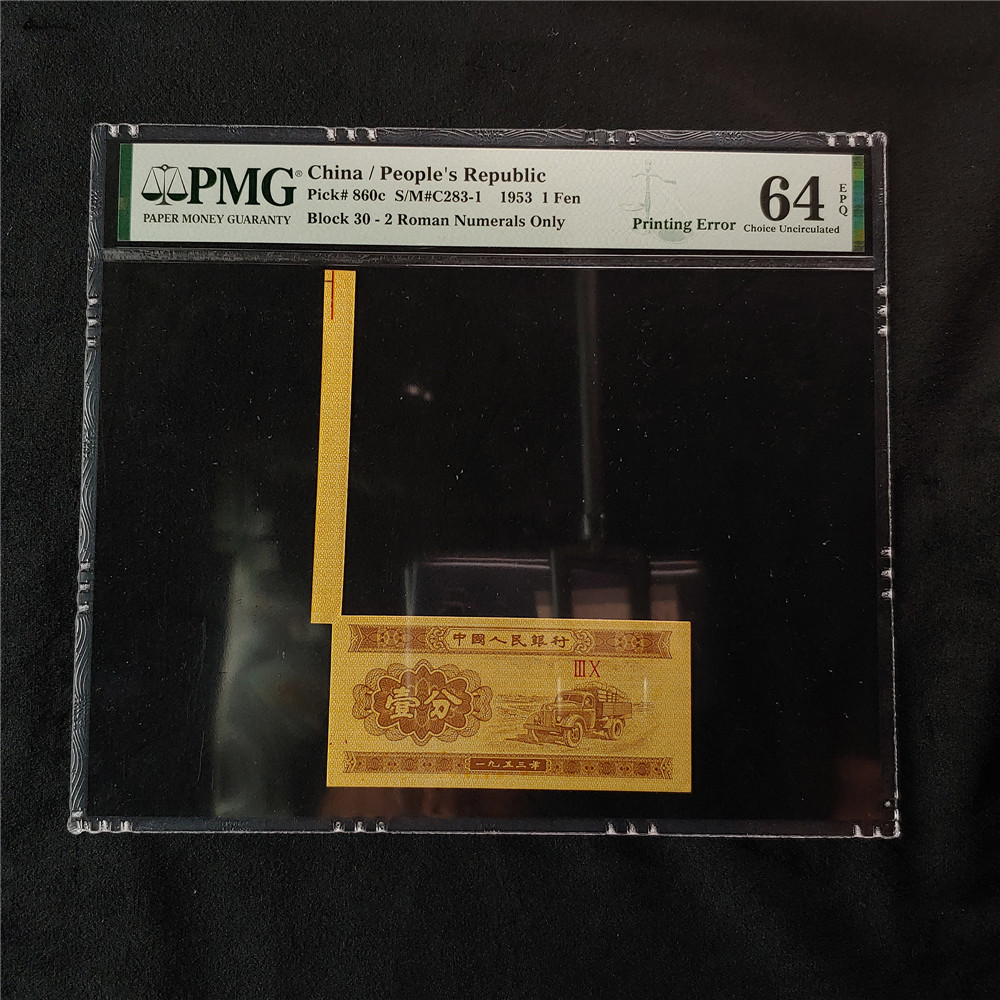 PMG®
PAPER MONEY GUARANTY
China / People's Republic
Pick# 860c S/M#C283-1 1953 1 Fen
Block 30 - 2 Roman Numerals Only
Printing Error
64
EPQ
Choice Uncirculated
中國人民銀行
ⅢⅩ
壹分
一九五三年